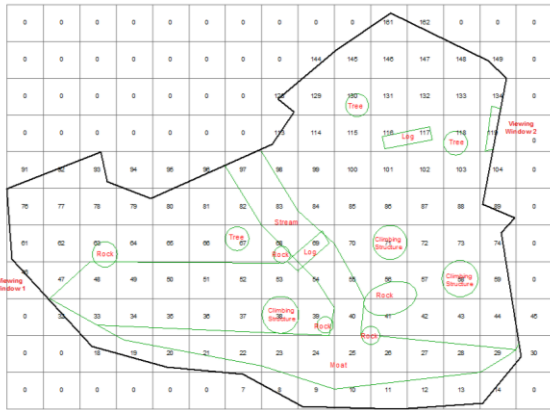 0 0 0 0 0 0 0 0 0 0 161 162 0 0 0
0 0 0 0 0 0 0 0 144 145 146 147 148 149 0
0 0 0 0 0 0 0 128 129 130 131 132 133 134 0
Tree
0 0 0 0 0 0 0 113 114 115 116 117 118 119 0
Log
Tree
Viewing
Window 2
91 92 93 94 95 96 97 98 99 100 101 102 103 104 0
76 77 78 79 80 81 82 83 84 85 86 87 88 89 0
Stream
61 62 63 64 65 66 67 68 69 70 71 72 73 74 0
Tree
Climbing
Structure
Rock
Rock
Log
46 47 48 49 50 51 52 53 54 55 56 57 58 59 0
Viewing
Window 1
Climbing
Structure
Rock
0 32 33 34 35 36 37 38 39 40 41 42 43 44 45
Climbing
Structure
Rock
Rock
0 0 18 19 20 21 22 23 24 25 26 27 28 29 30
Moat
0 0 0 0 0 0 7 8 9 10 11 12 13 14 0